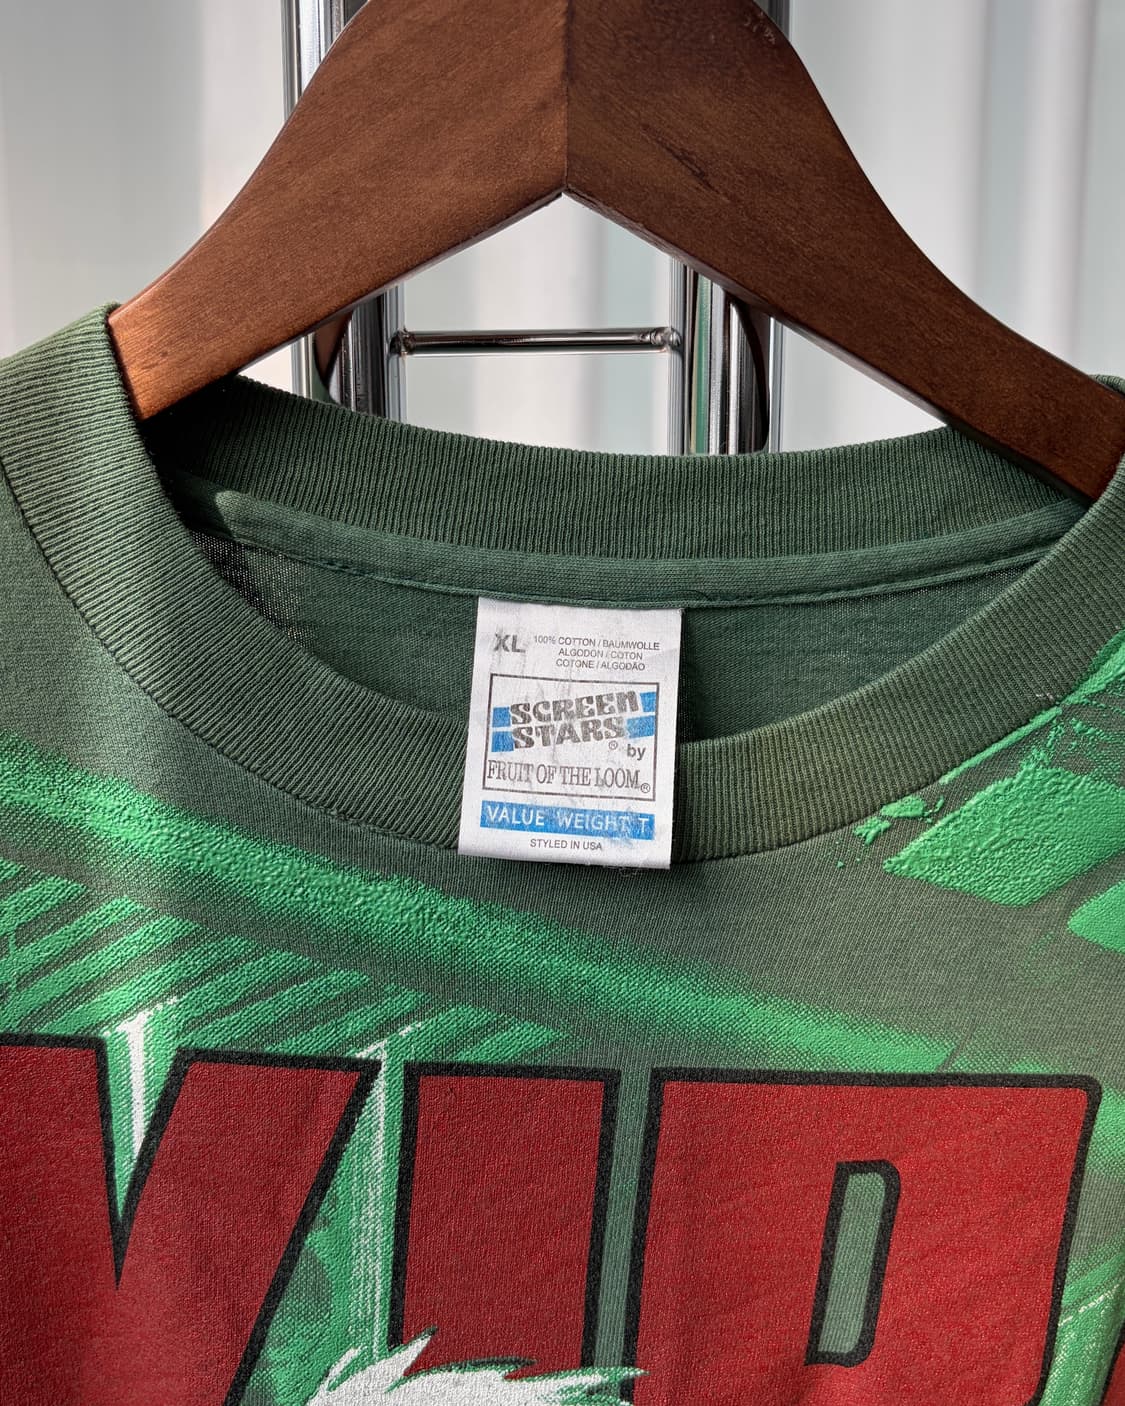 XL 100% COTTON / BAUMWOLLE
ALGODON / COTON
COTONE / ALGODÃO
SCREEN
STARS ® by
FRUIT OF THE LOOM®
VALUE WEIGHT T
STYLED IN USA